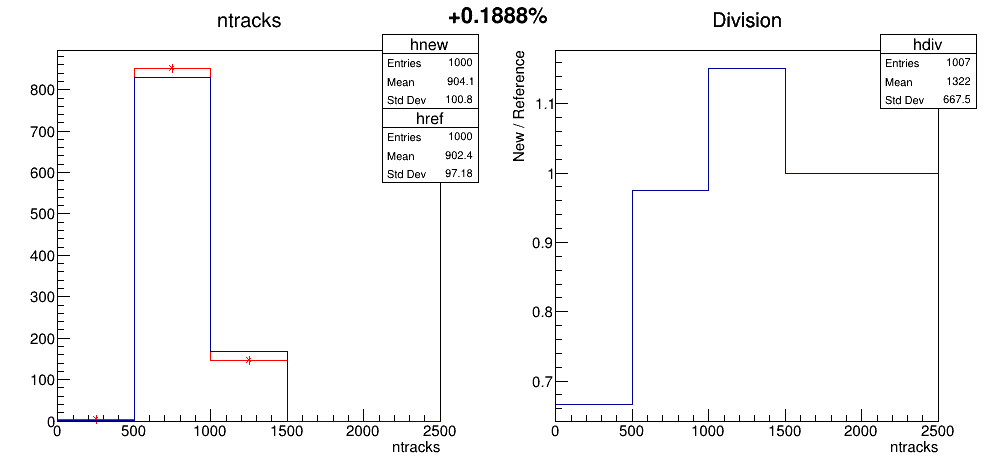 +0.1888%
ntracks
hnew
Entries 1000
Mean 904.1
Std Dev 100.8
href
Entries 1000
Mean 902.4
Std Dev 97.18
800
700
600
500
400
300
200
100
0
0 500 1000 1500 2000 2500
ntracks
Division
hdiv
Entries 1007
Mean 1322
Std Dev 667.5
New / Reference
1.1
1
0.9
0.8
0.7
0 500 1000 1500 2000 2500
ntracks